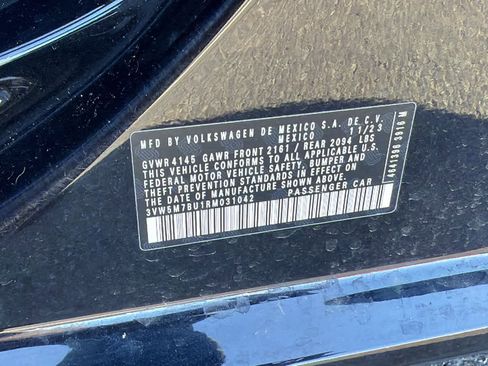 MFD BY VOLKSWAGEN DE MEXICO S.A. DE C.V.
MEXICO 11/23
GVWR 4145 GAWR FRONT 2161 / REAR 2094 LBS
THIS VEHICLE CONFORMS TO ALL APPLICABLE U.S.
FEDERAL MOTOR VEHICLE SAFETY, BUMPER AND
THEFT PREVENTION STANDARDS IN EFFECT ON
THE DATE OF MANUFACTURE SHOWN ABOVE.
3VW5M7BU1RM031042 PASSENGER CAR